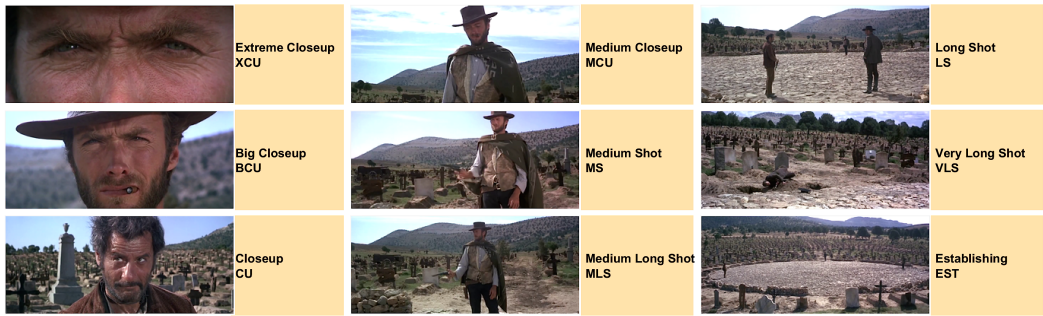 Extreme Closeup
XCU
Big Closeup
BCU
Closeup
CU
Medium Closeup
MCU
Medium Shot
MS
Medium Long Shot
MLS
Long Shot
LS
Very Long Shot
VLS
Establishing
EST